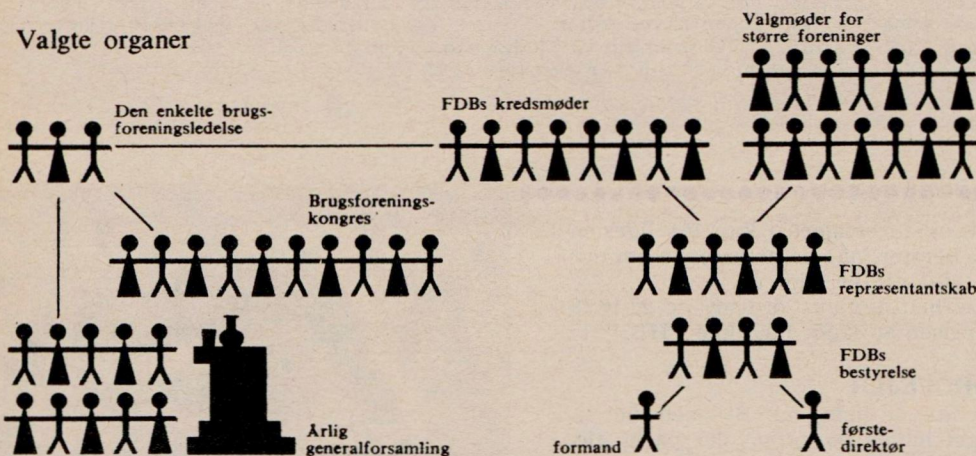 Valgte organer
Den enkelte brugs-
foreningsledelse
FDBs kredsmøder
Valgmøder for
større foreninger
Brugsforenings-
kongres
FDBs
repræsentantskab
FDBs
bestyrelse
Årlig
generalforsamling
formand
første-
direktør